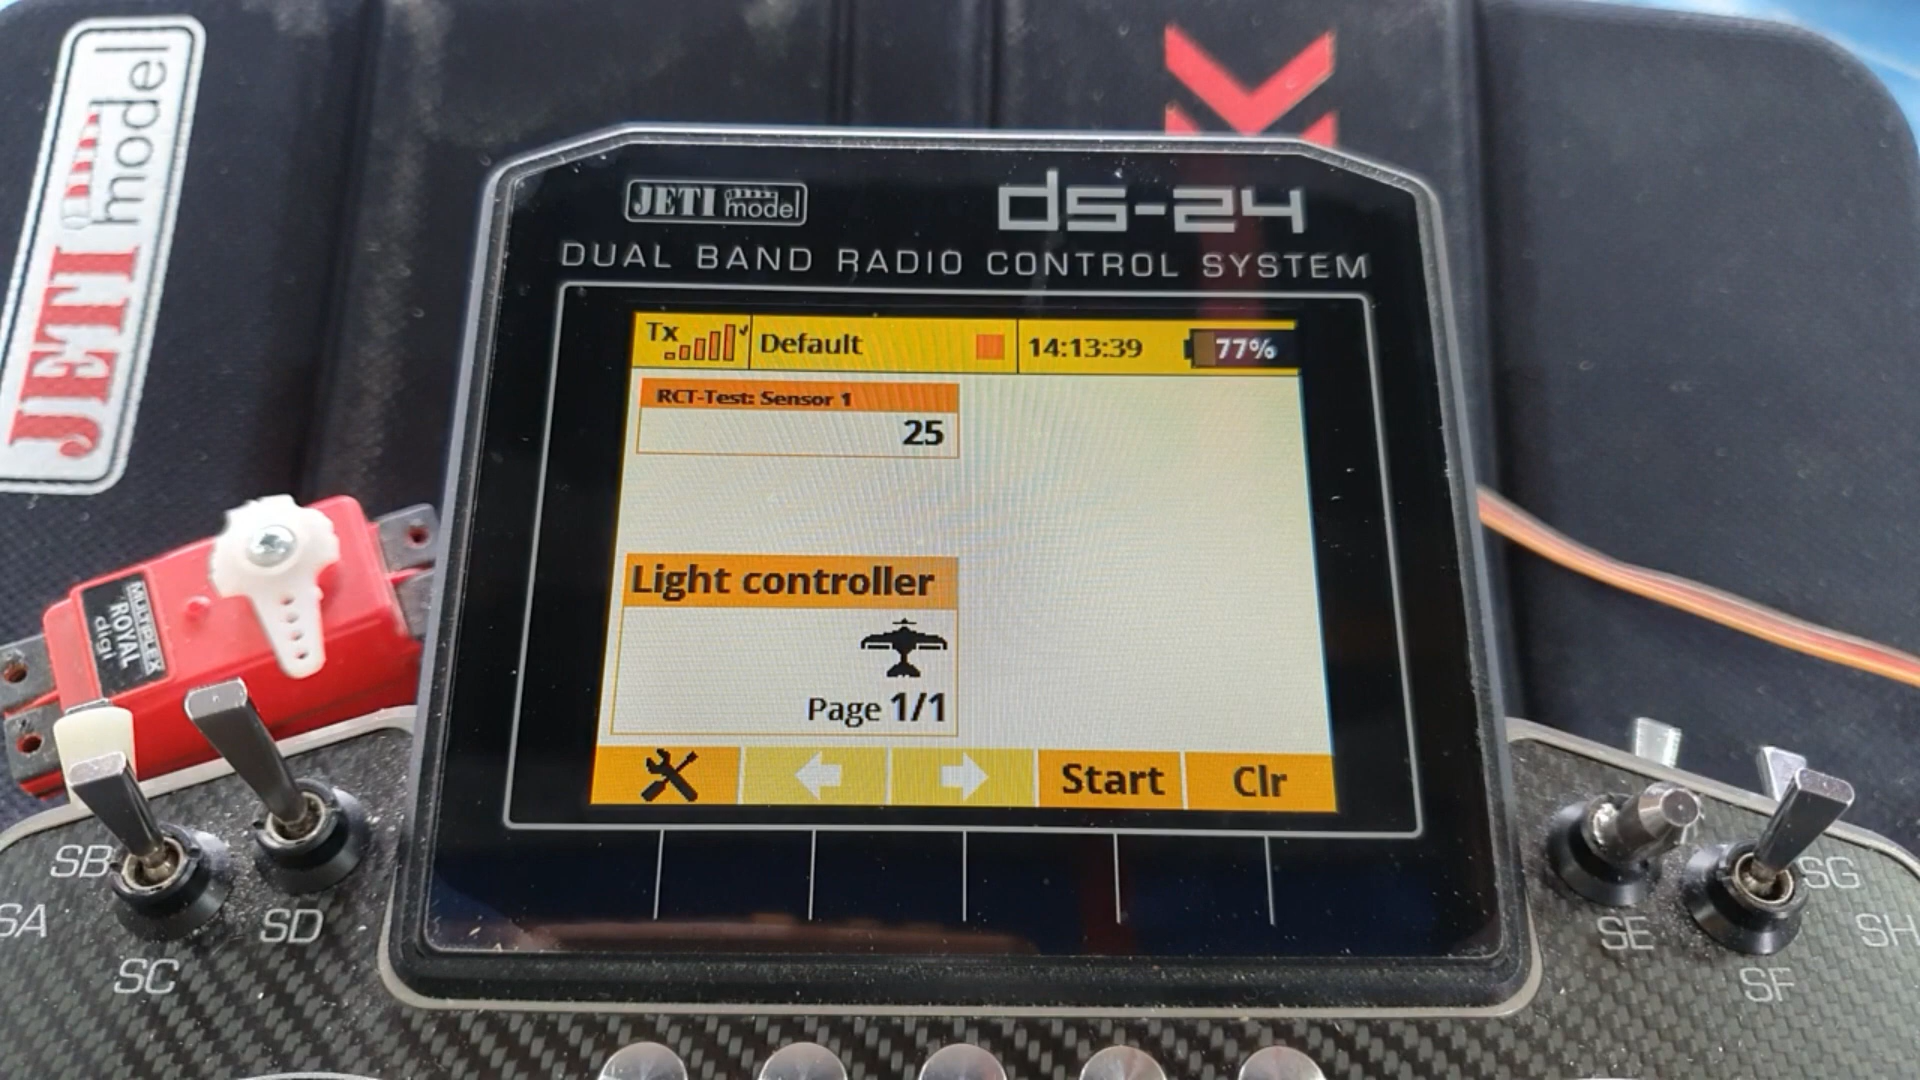 JETI model
JETI model
ds-24
DUAL BAND RADIO CONTROL SYSTEM
Tx
Default
14:13:39
77%
RCT-Test: Sensor 1
25
Light controller
Page 1/1
Start
Clr
MULTIPLEX
ROYAL
digi
SB
SA
SD
SC
SG
SE
SH
SF